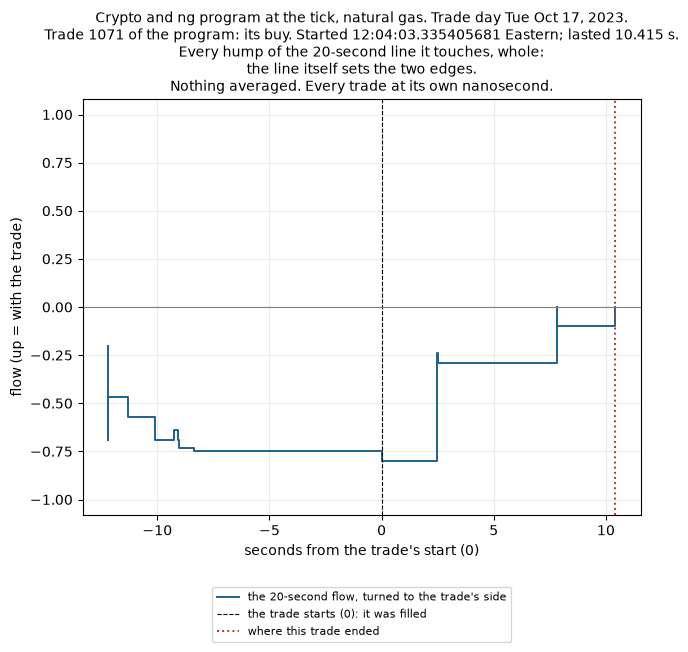 Crypto and ng program at the tick, natural gas. Trade day Tue Oct 17, 2023.
Trade 1071 of the program: its buy. Started 12:04:03.335405681 Eastern; lasted 10.415 s.
Every hump of the 20-second line it touches, whole:
the line itself sets the two edges.
Nothing averaged. Every trade at its own nanosecond.
flow (up = with the trade)
1.00
0.75
0.50
0.25
0.00
−0.25
−0.50
−0.75
−1.00
−10
−5
0
5
10
seconds from the trade's start (0)
the 20-second flow, turned to the trade's side
the trade starts (0): it was filled
where this trade ended